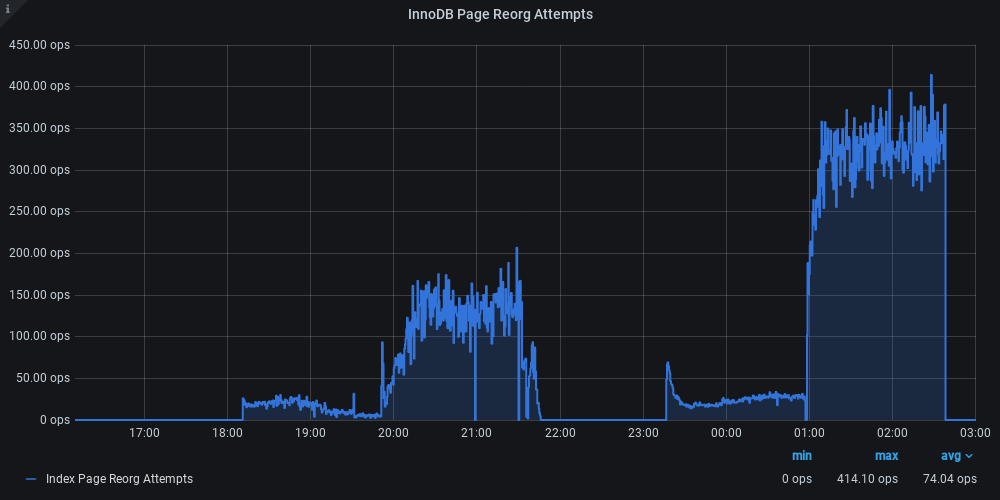 i
InnoDB Page Reorg Attempts
450.00 ops
400.00 ops
350.00 ops
300.00 ops
250.00 ops
200.00 ops
150.00 ops
100.00 ops
50.00 ops
0 ops
17:00 18:00 19:00 20:00 21:00 22:00 23:00 00:00 01:00 02:00 03:00
min max avg
Index Page Reorg Attempts 0 ops 414.10 ops 74.04 ops